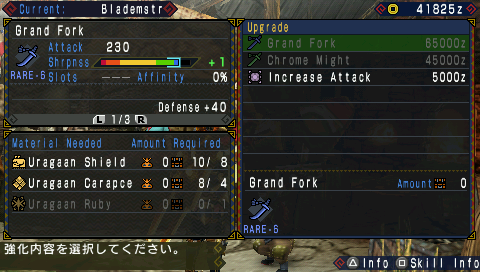 Current: Blademstr
41825z
Grand Fork
Attack 230
Shrpnss +1
RARE-6 Slots --- Affinity 0%
Defense +40
L 1/3 R
Material Needed Amount Required
Uragaan Shield 0 10/ 8
Uragaan Carapce 0 8/ 4
Uragaan Ruby 0 0/ 1
Upgrade
Grand Fork 65000z
Chrome Might 45000z
Increase Attack 5000z
Grand Fork Amount 0
RARE-6
強化内容を選択してください。
△ Info □ Skill Info